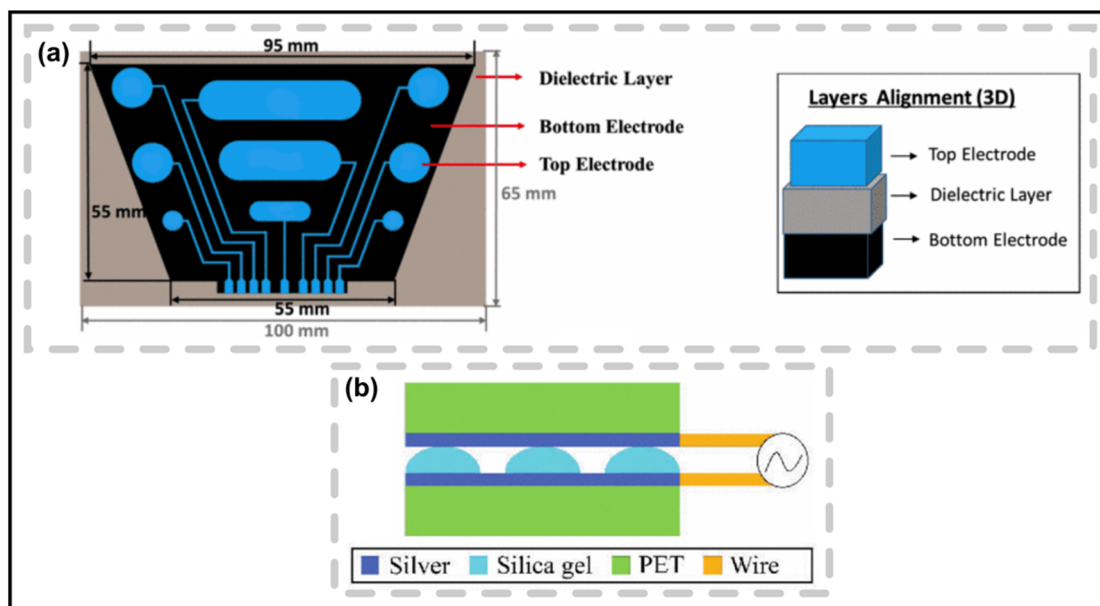 (a)
95 mm
Dielectric Layer
Bottom Electrode
Top Electrode
65 mm
55 mm
55 mm
100 mm
Layers Alignment (3D)
Top Electrode
Dielectric Layer
Bottom Electrode
(b)
Silver Silica gel PET Wire